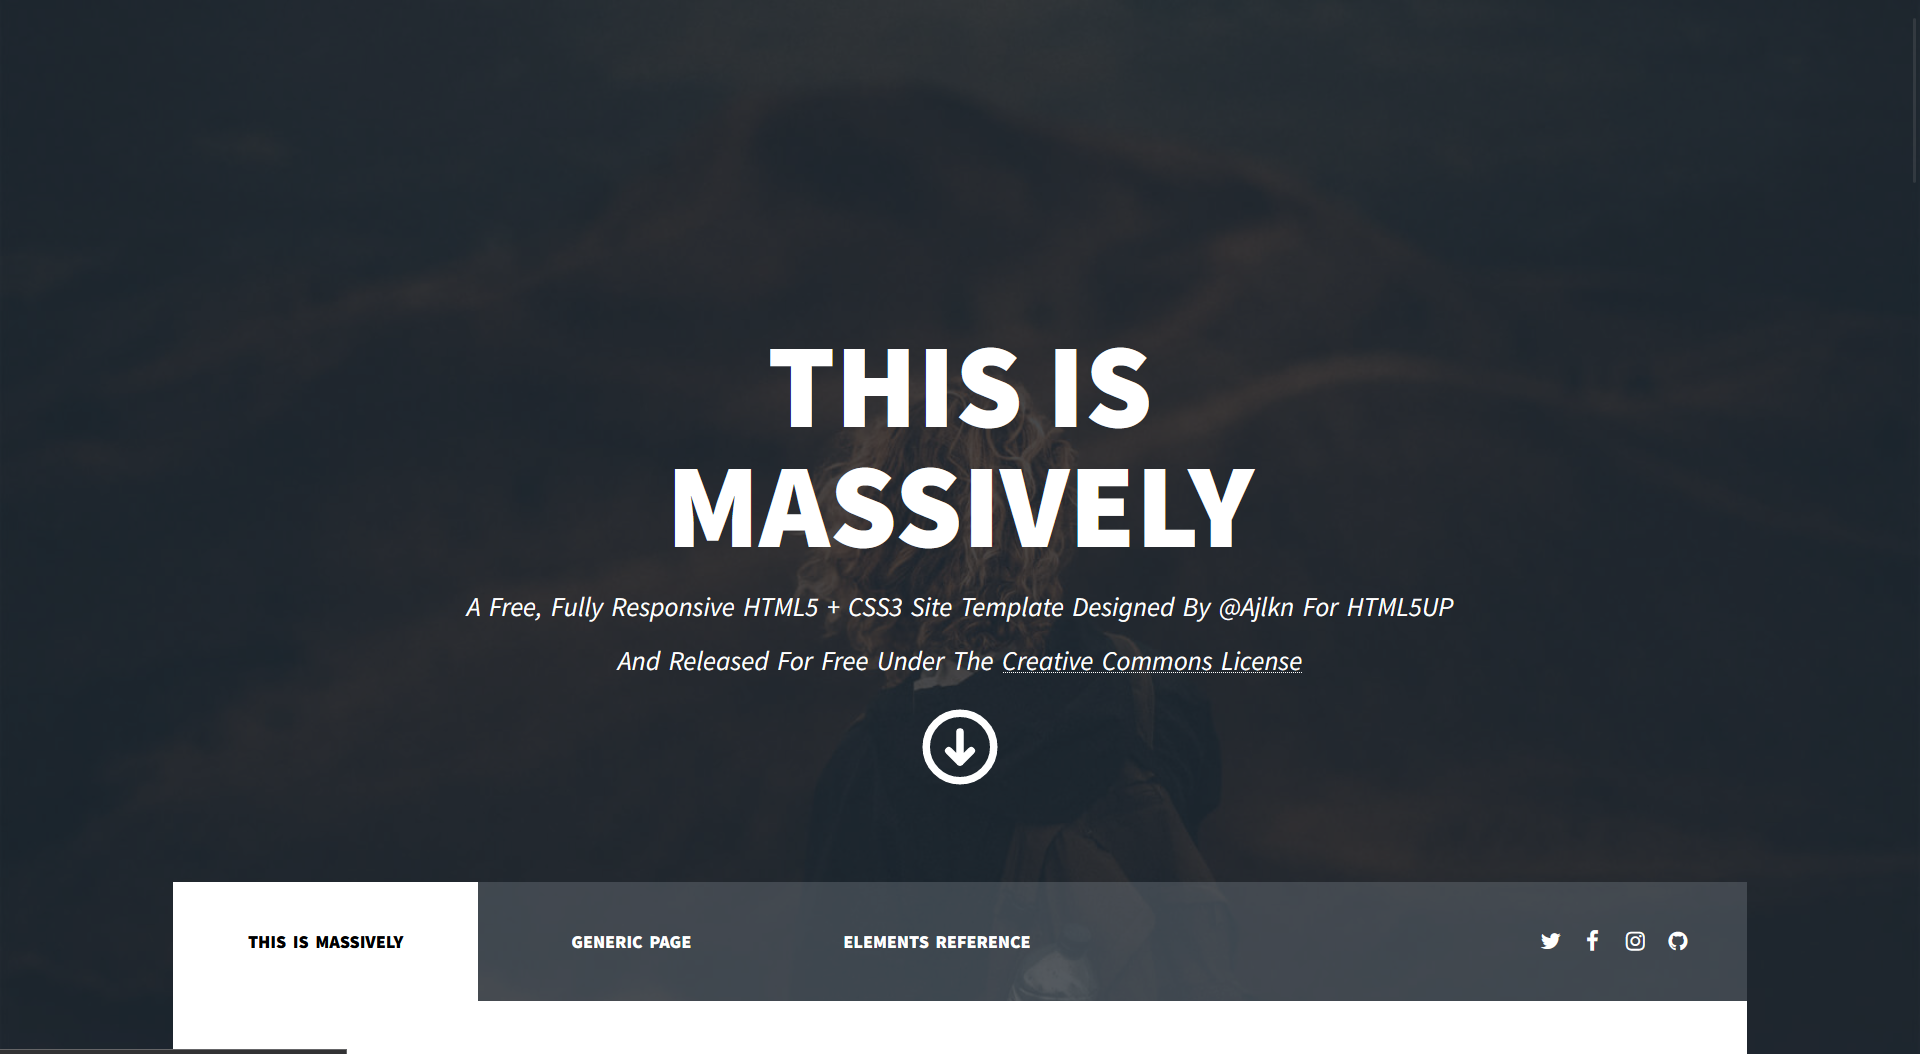 THIS IS
MASSIVELY
A Free, Fully Responsive HTML5 + CSS3 Site Template Designed By @Ajlkn For HTML5UP
And Released For Free Under The Creative Commons License
THIS IS MASSIVELY
GENERIC PAGE
ELEMENTS REFERENCE